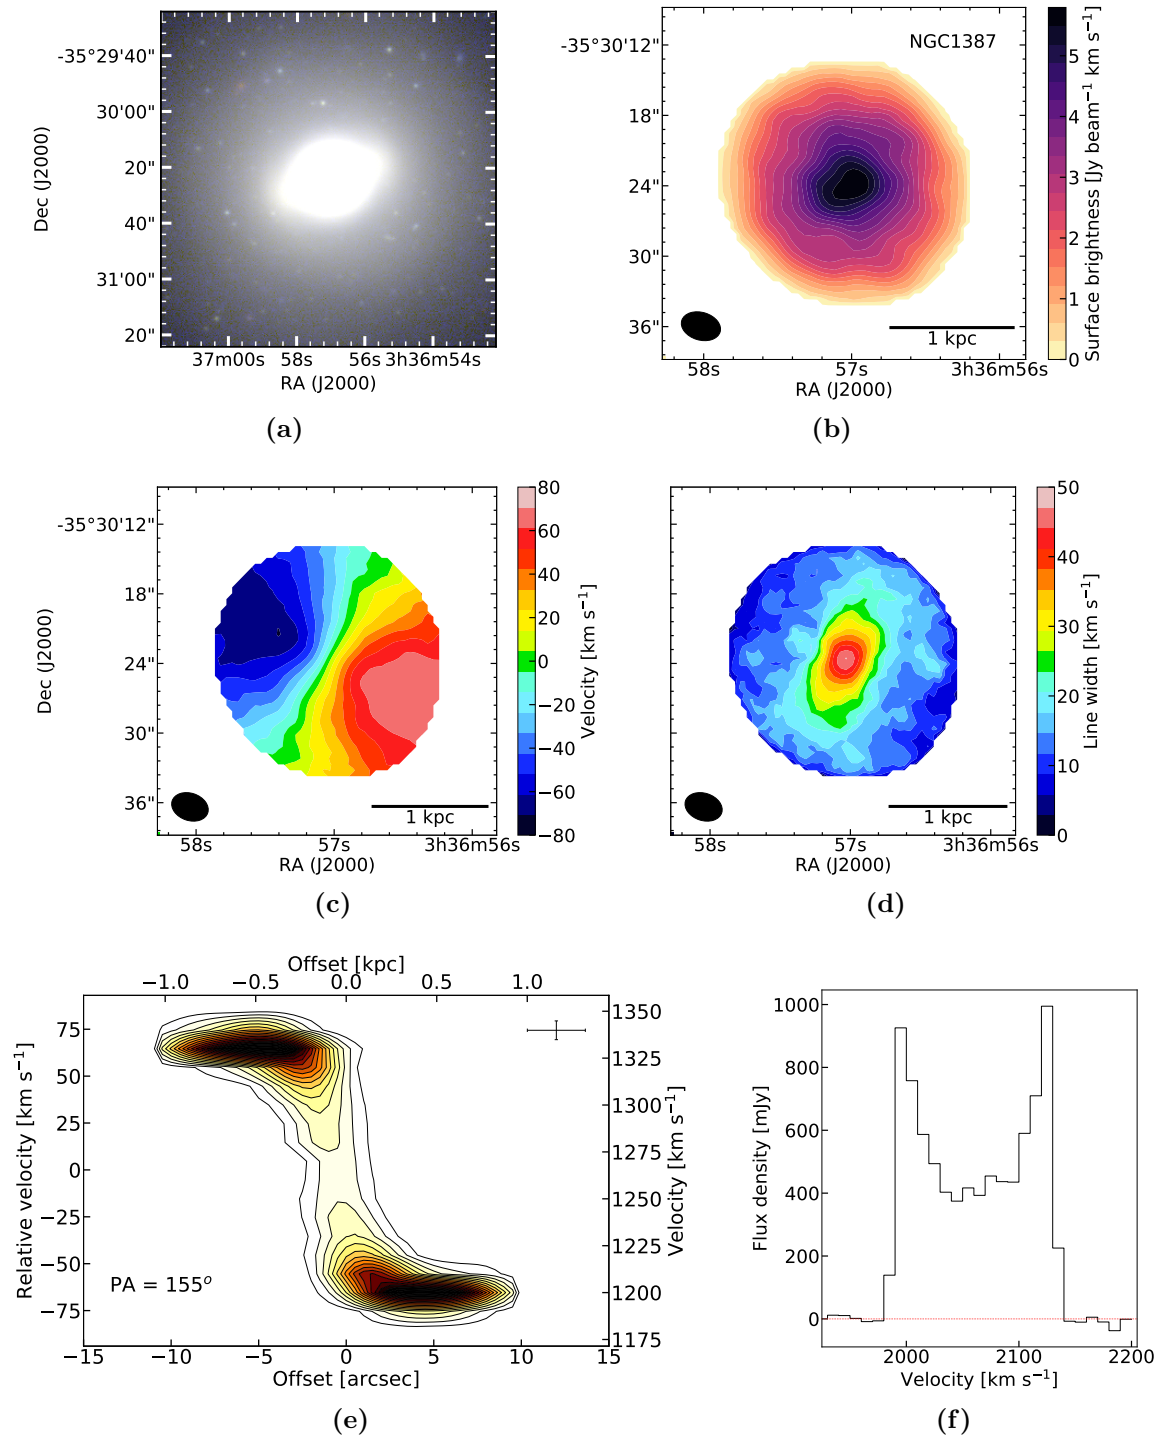 -35°29'40"
30'00"
20"
40"
31'00"
20"
Dec (J2000)
37m00s 58s 56s 3h36m54s
RA (J2000)
(a)
NGC1387
-35°30'12"
18"
24"
30"
36"
1 kpc
58s 57s 3h36m56s
RA (J2000)
5
4
3
2
1
0
Surface brightness [Jy beam⁻¹ km s⁻¹]
(b)
-35°30'12"
18"
24"
30"
36"
Dec (J2000)
1 kpc
58s 57s 3h36m56s
RA (J2000)
80
60
40
20
0
−20
−40
−60
−80
Velocity [km s⁻¹]
(c)
-35°30'12"
18"
24"
30"
36"
1 kpc
58s 57s 3h36m56s
RA (J2000)
50
40
30
20
10
0
Line width [km s⁻¹]
(d)
Offset [kpc]
−1.0 −0.5 0.0 0.5 1.0
75
50
25
0
−25
−50
−75
Relative velocity [km s⁻¹]
PA = 155°
1350
1325
1300
1275
1250
1225
1200
1175
Velocity [km s⁻¹]
−15 −10 −5 0 5 10 15
Offset [arcsec]
(e)
1000
800
600
400
200
0
Flux density [mJy]
2000 2100 2200
Velocity [km s⁻¹]
(f)